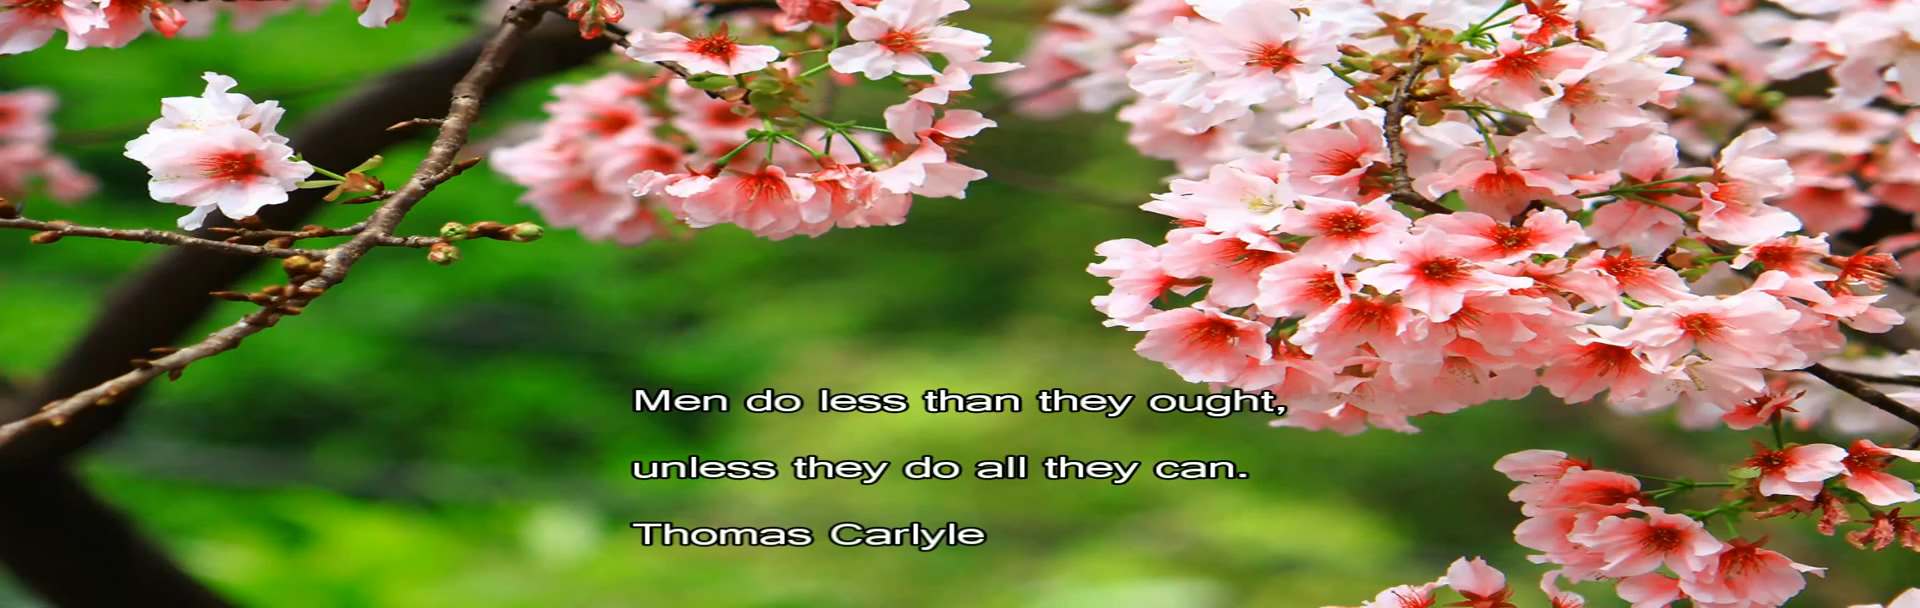 Men do less than they ought,
unless they do all they can.
Thomas Carlyle